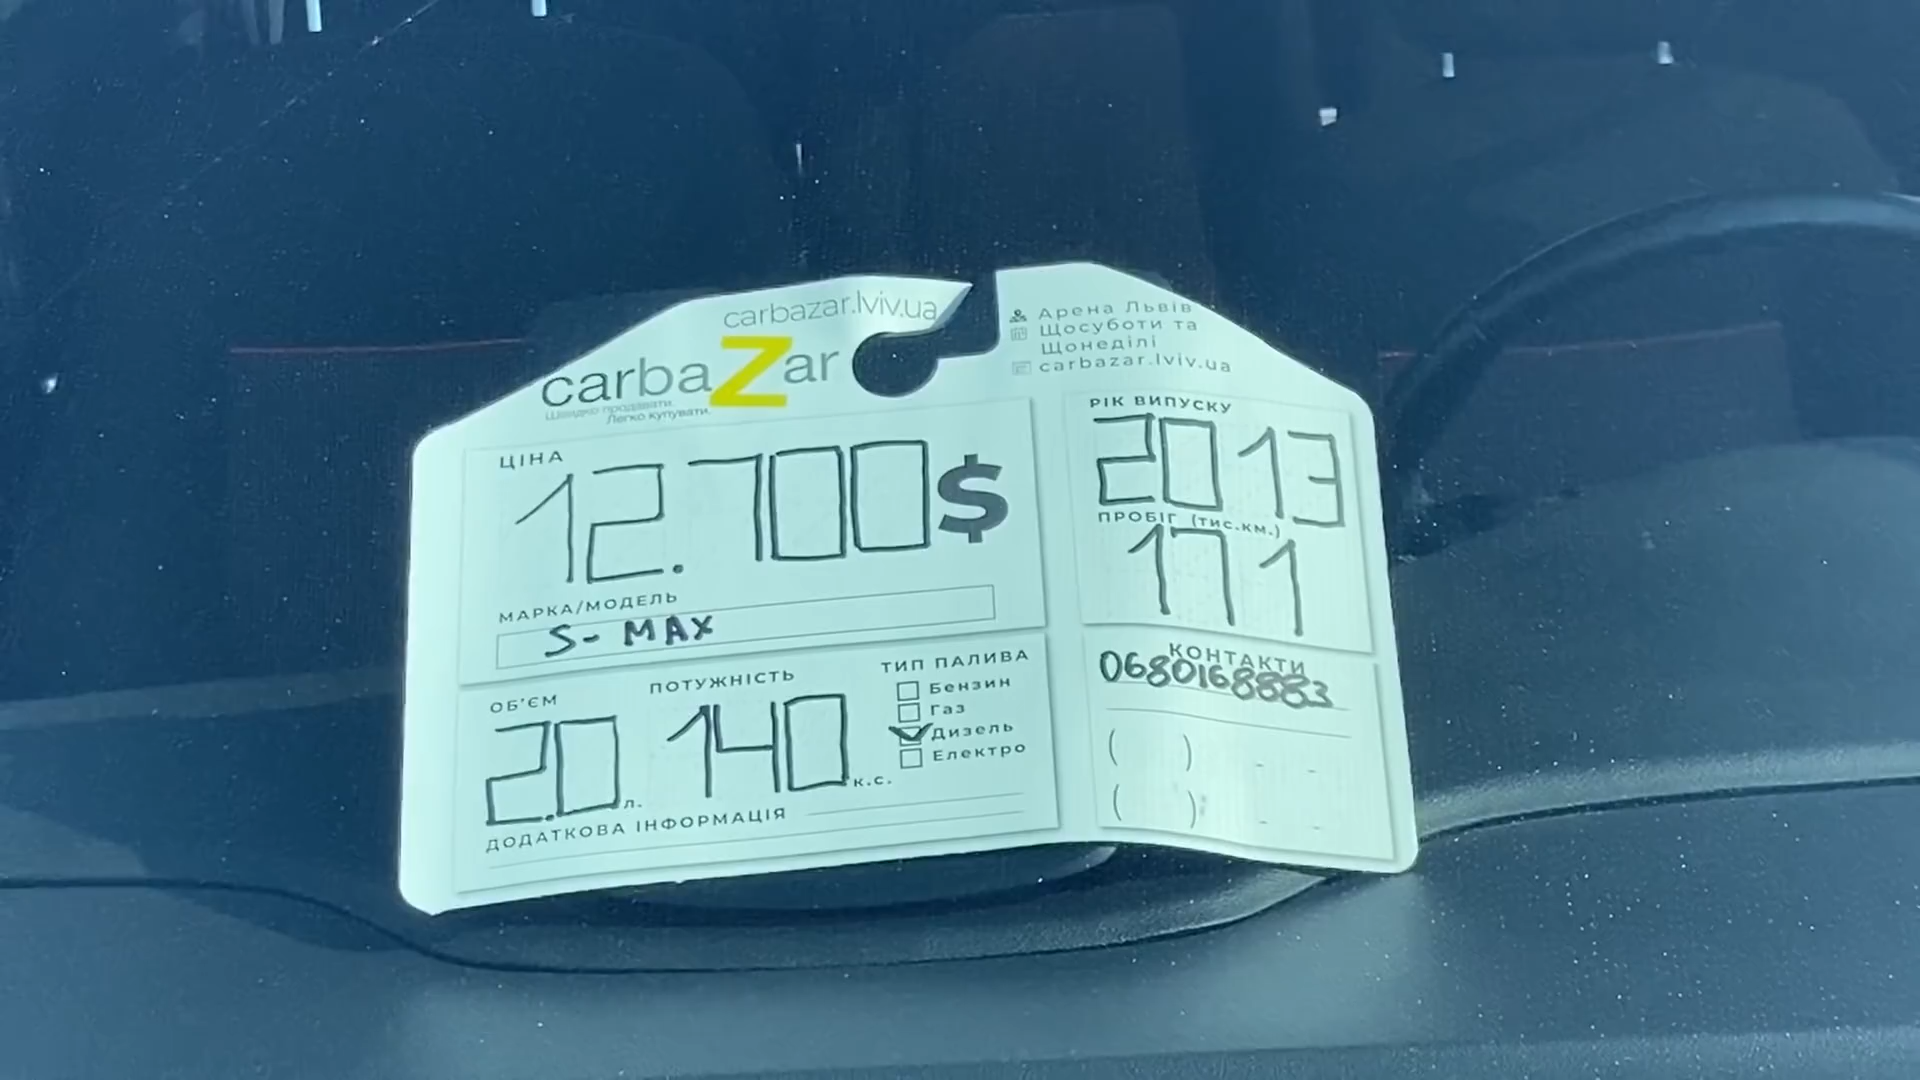 carbazar.lviv.ua
carbaZar
Швидко продавати.
Легко купувати.
Арена Львів
Щосуботи та
Щонеділі
carbazar.lviv.ua
ЦІНА
12.700$
МАРКА/МОДЕЛЬ
S-MAX
РІК ВИПУСКУ
2013
ПРОБІГ (тис.км.)
171
ОБ'ЄМ
2.0 л.
ПОТУЖНІСТЬ
140 к.с.
ТИП ПАЛИВА
Бензин
Газ
Дизель
Електро
ДОДАТКОВА ІНФОРМАЦІЯ
КОНТАКТИ
0680168883
( ) - -
( ) - -